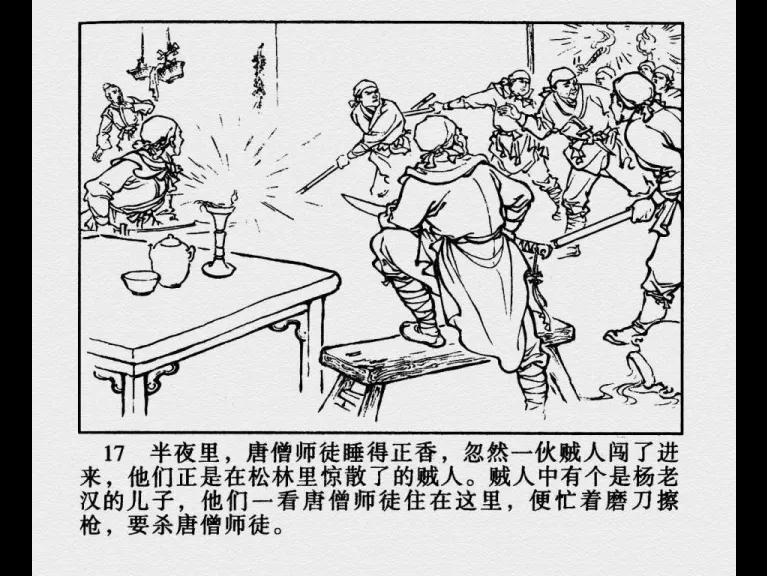 17 半夜里，唐僧师徒睡得正香，忽然一伙贼人闯了进
来，他们正是在松林里惊散了的贼人。贼人中有个是杨老
汉的儿子，他们一看唐僧师徒住在这里，便忙着磨刀擦
枪，要杀唐僧师徒。